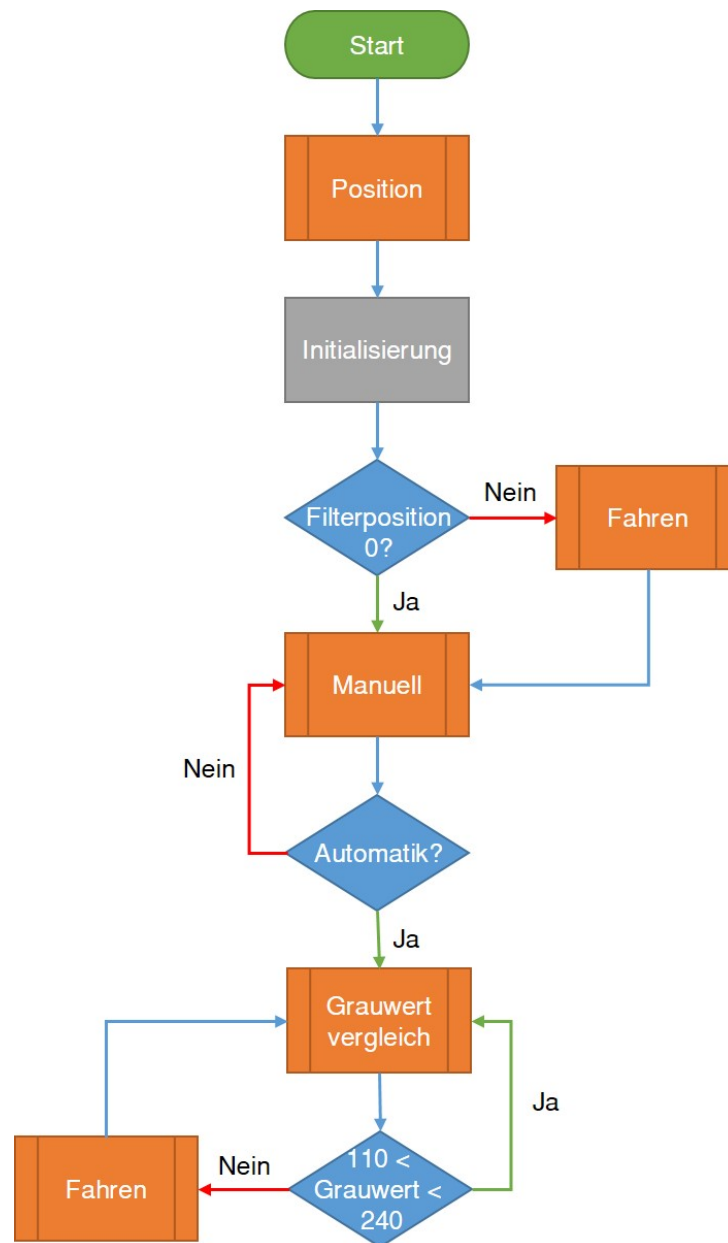 Start
Position
Initialisierung
Filterposition
0?
Nein
Fahren
Ja
Manuell
Nein
Automatik?
Ja
Grauwert
vergleich
Ja
110 <
Grauwert <
240
Nein
Fahren